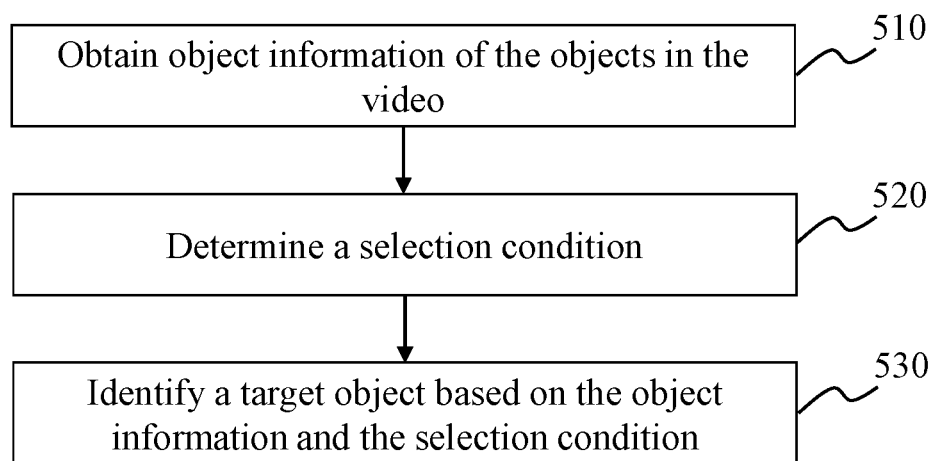 510
Obtain object information of the objects in the
video
520
Determine a selection condition
530
Identify a target object based on the object
information and the selection condition